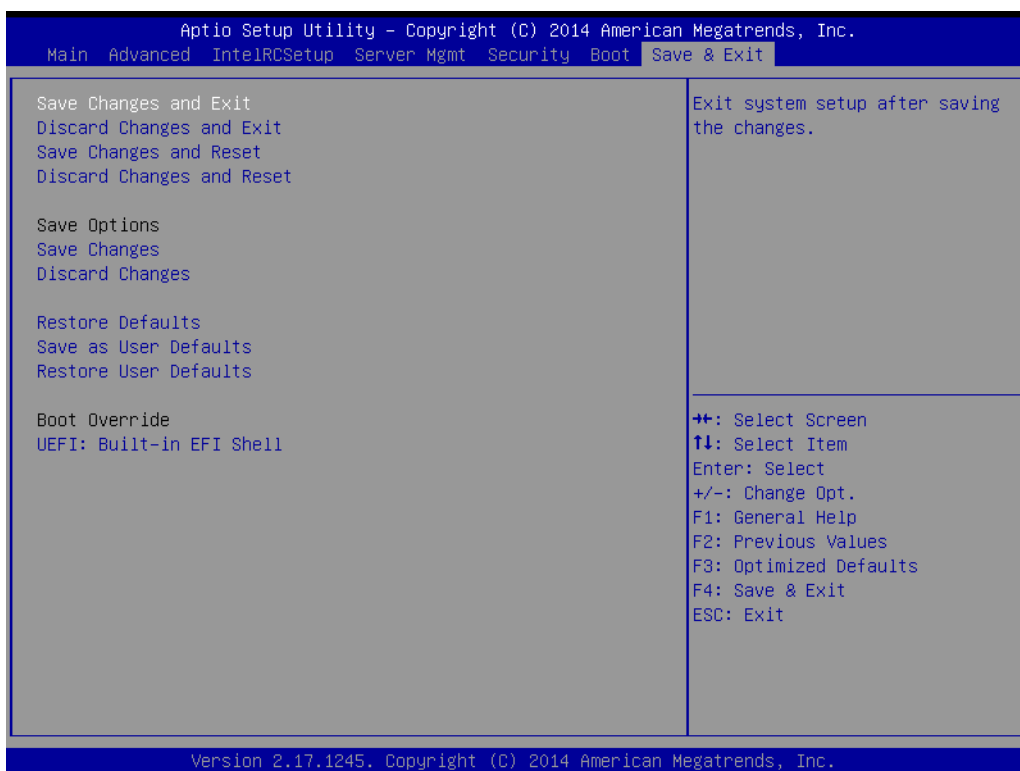 Aptio Setup Utility – Copyright (C) 2014 American Megatrends, Inc.
Main Advanced IntelRCSetup Server Mgmt Security Boot Save & Exit
Save Changes and Exit
Discard Changes and Exit
Save Changes and Reset
Discard Changes and Reset
Save Options
Save Changes
Discard Changes
Restore Defaults
Save as User Defaults
Restore User Defaults
Boot Override
UEFI: Built-in EFI Shell
Exit system setup after saving
the changes.
→←: Select Screen
↑↓: Select Item
Enter: Select
+/-: Change Opt.
F1: General Help
F2: Previous Values
F3: Optimized Defaults
F4: Save & Exit
ESC: Exit
Version 2.17.1245. Copyright (C) 2014 American Megatrends, Inc.